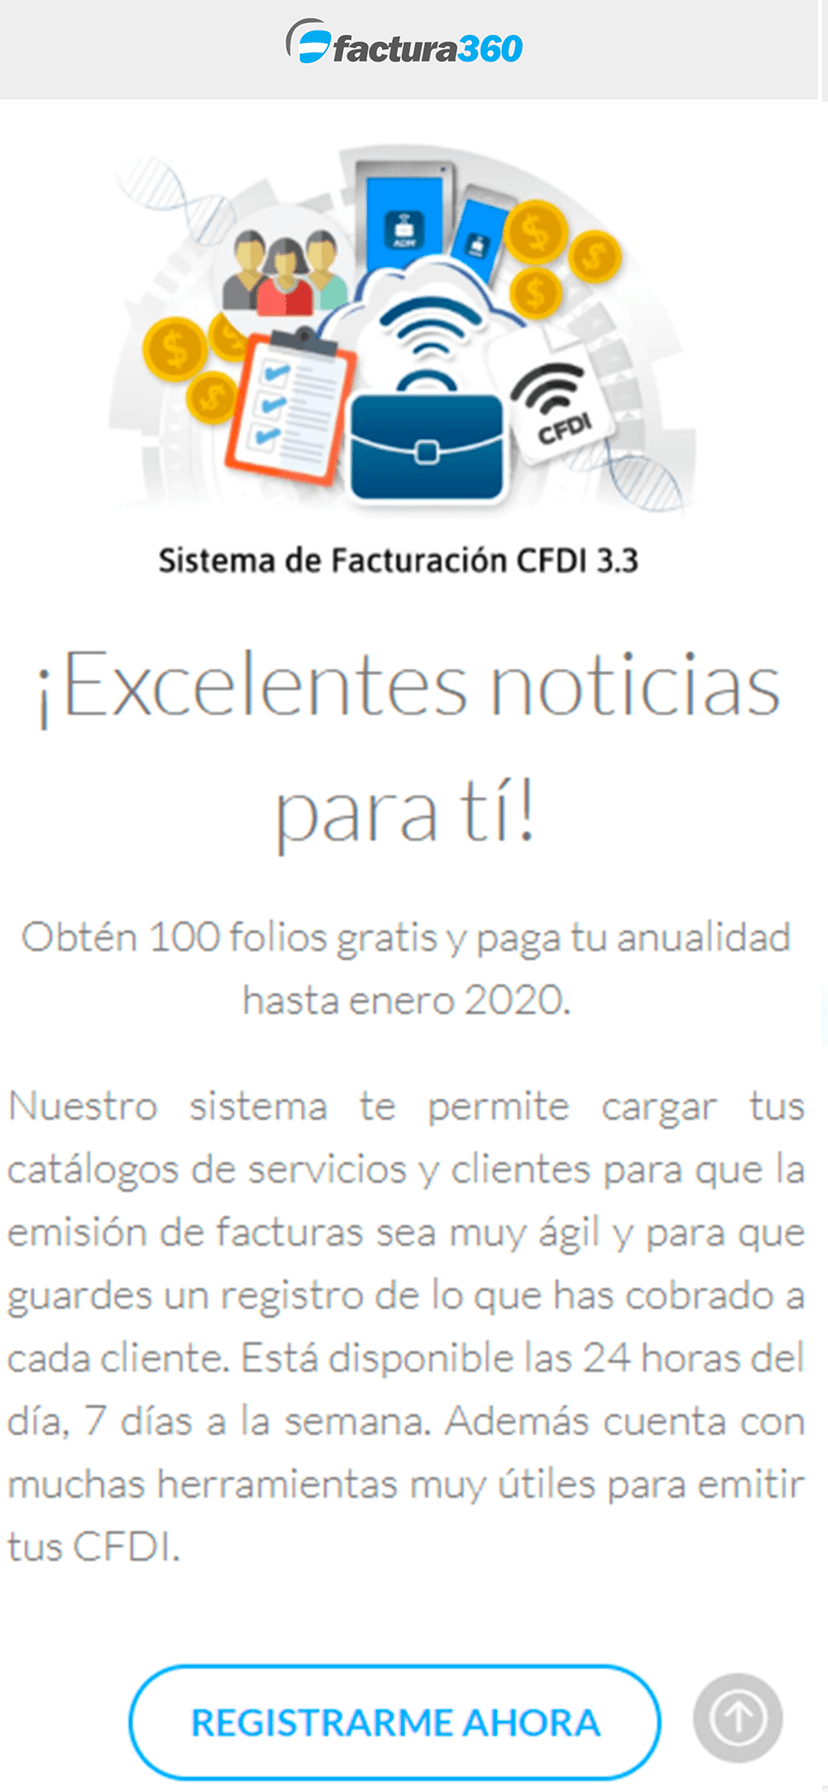 factura360
ADM
CFDI
Sistema de Facturación CFDI 3.3
¡Excelentes noticias
para tí!
Obtén 100 folios gratis y paga tu anualidad
hasta enero 2020.
Nuestro sistema te permite cargar tus
catálogos de servicios y clientes para que la
emisión de facturas sea muy ágil y para que
guardes un registro de lo que has cobrado a
cada cliente. Está disponible las 24 horas del
día, 7 días a la semana. Además cuenta con
muchas herramientas muy útiles para emitir
tus CFDI.
REGISTRARME AHORA